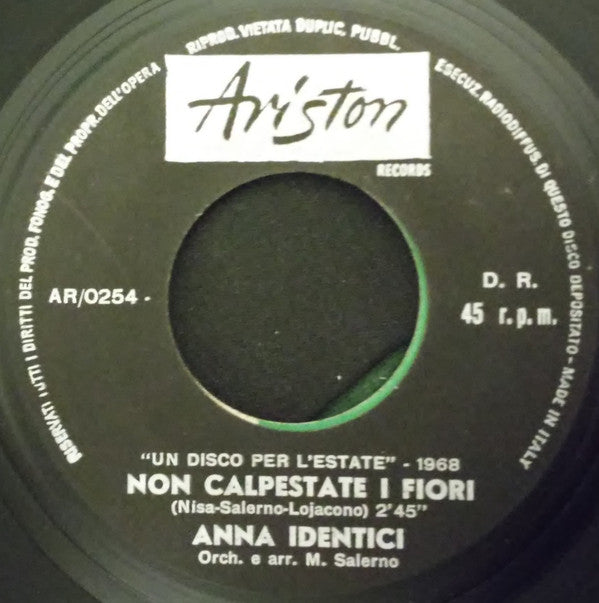 RISERVATI TUTTI I DIRITTI DEL PROD. FONOG. E DEL PROPR. DELL'OPERA
RIPROD. VIETATA DUPLIC. PUBBL.
ESECUZ. RADIODIFFUS. DI QUESTO DISCO DEPOSITATO - MADE IN ITALY
Ariston
RECORDS
AR/0254 -
D. R.
45 r.p.m.
"UN DISCO PER L'ESTATE" - 1968
NON CALPESTATE I FIORI
(Nisa-Salerno-Lojacono) 2'45"
ANNA IDENTICI
Orch. e arr. M. Salerno